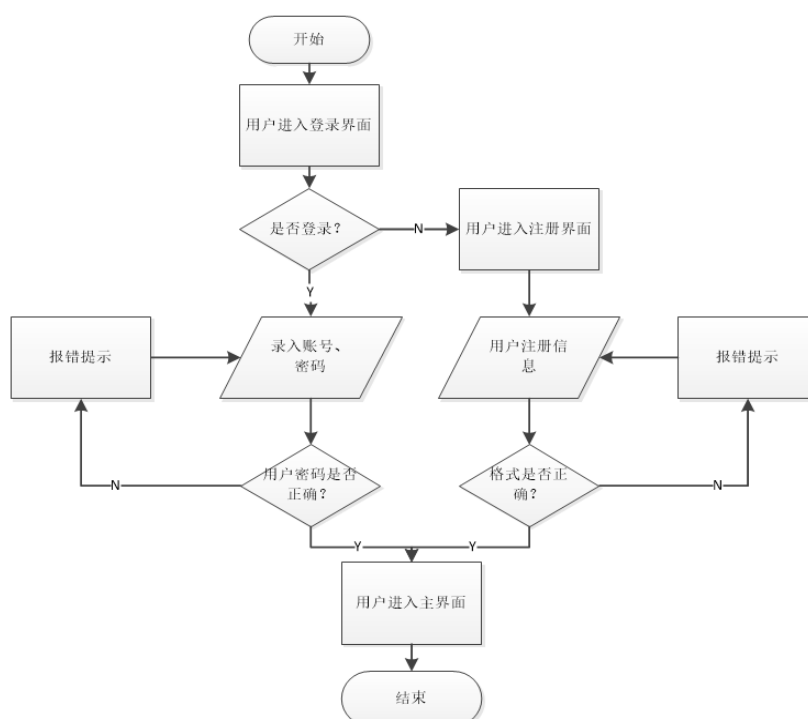 开始
用户进入登录界面
是否登录？
N
用户进入注册界面
Y
报错提示
录入账号、
密码
用户注册信
息
报错提示
用户密码是否
正确？
N
格式是否正
确？
N
Y
Y
用户进入主界面
结束